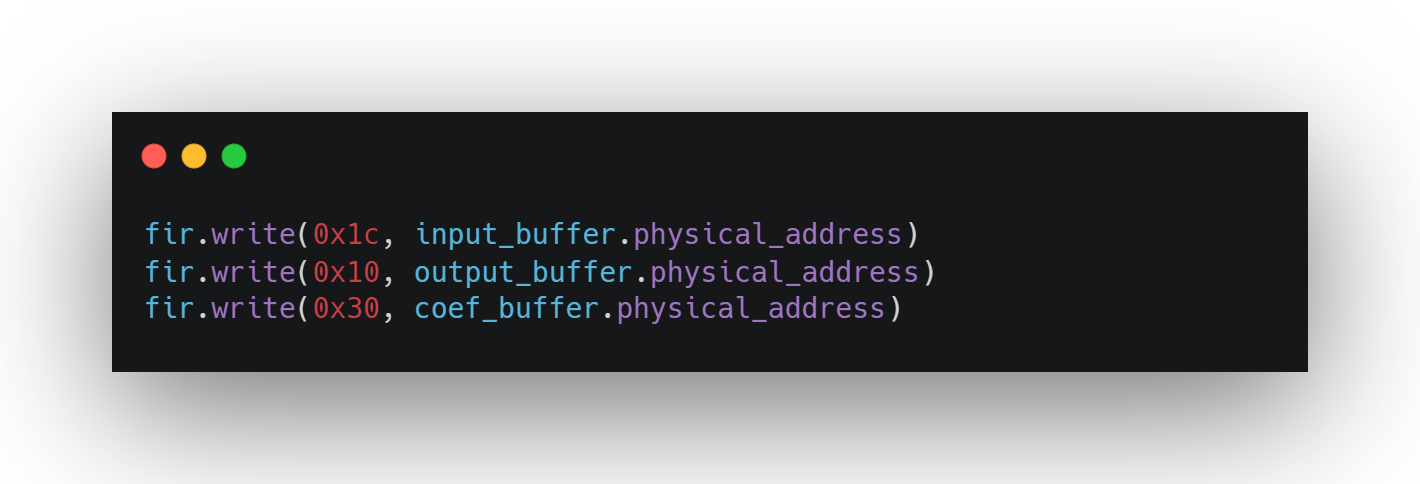 fir.write(0x1c, input_buffer.physical_address)
fir.write(0x10, output_buffer.physical_address)
fir.write(0x30, coef_buffer.physical_address)